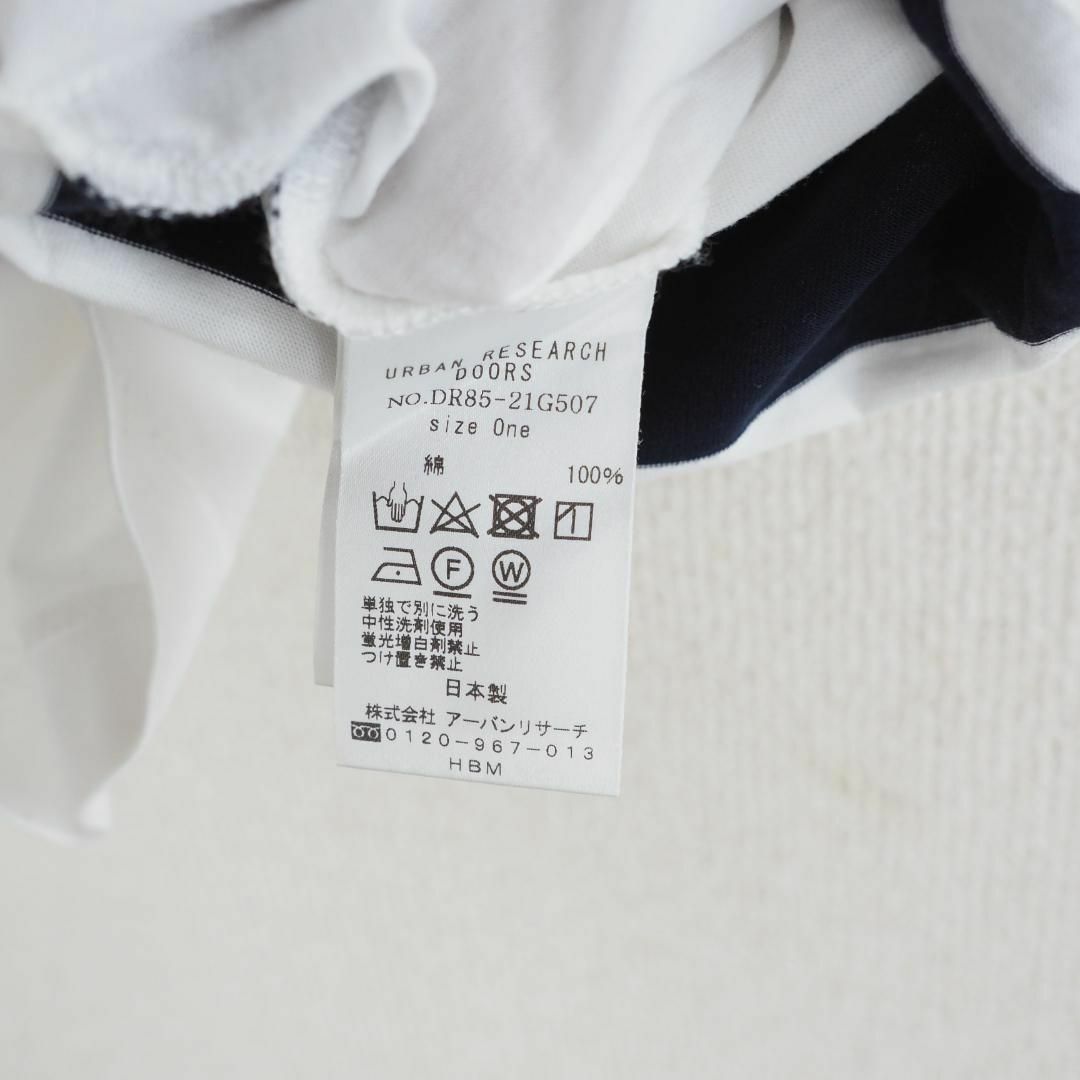 URBAN RESEARCH
DOORS
NO.DR85-21G507
size One
綿 100%
F W
単独で別に洗う
中性洗剤使用
蛍光増白剤禁止
つけ置き禁止
日本製
株式会社 アーバンリサーチ
0120-967-013
HBM